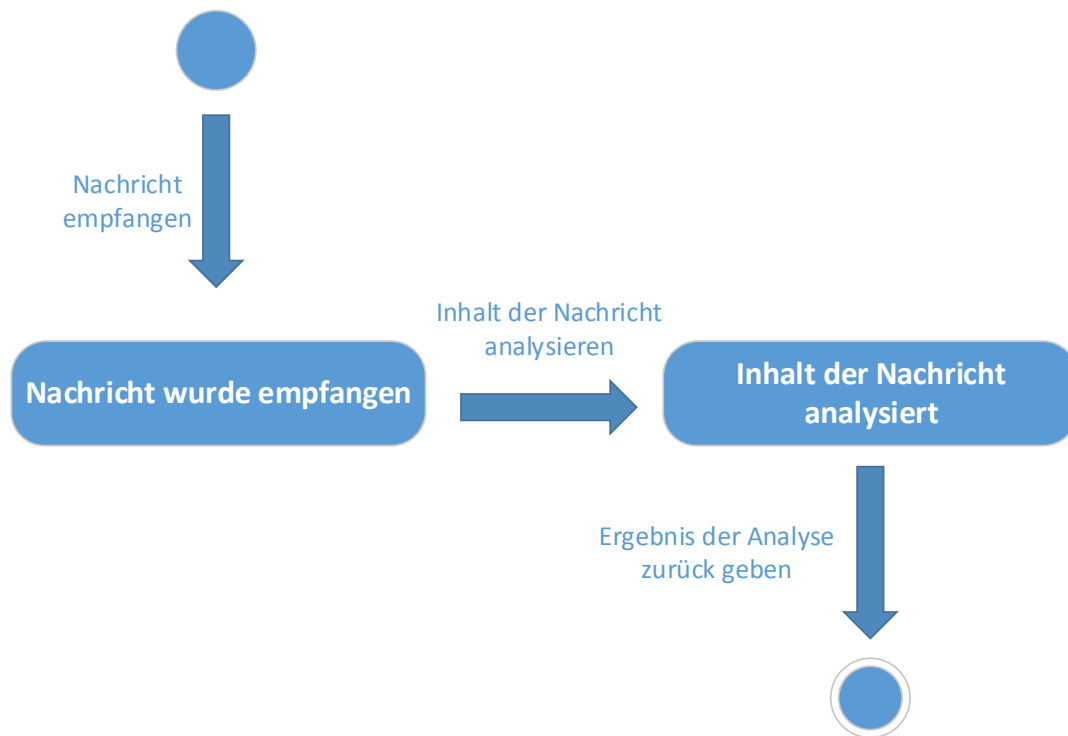 Nachricht
empfangen
Inhalt der Nachricht
analysieren
Nachricht wurde empfangen
Inhalt der Nachricht
analysiert
Ergebnis der Analyse
zurück geben